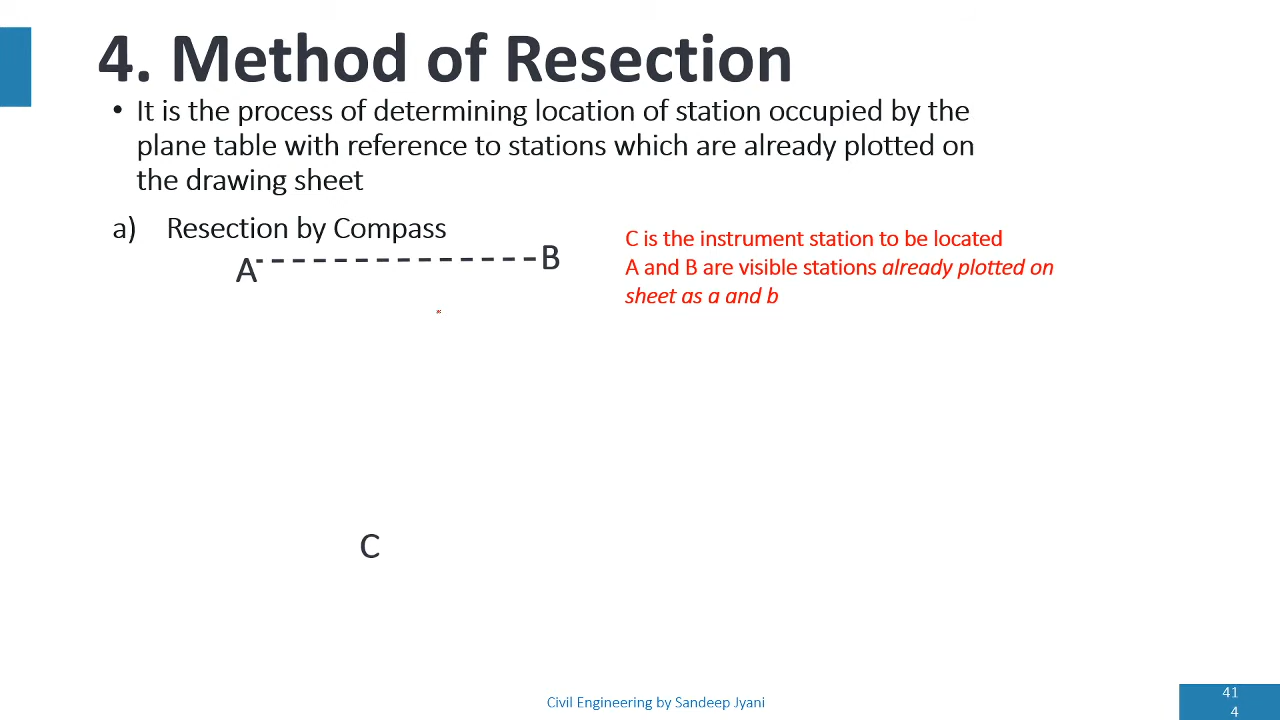 4. Method of Resection
• It is the process of determining location of station occupied by the
plane table with reference to stations which are already plotted on
the drawing sheet
a) Resection by Compass
A
B
C is the instrument station to be located
A and B are visible stations already plotted on
sheet as a and b
*
C
Civil Engineering by Sandeep Jyani
41
4